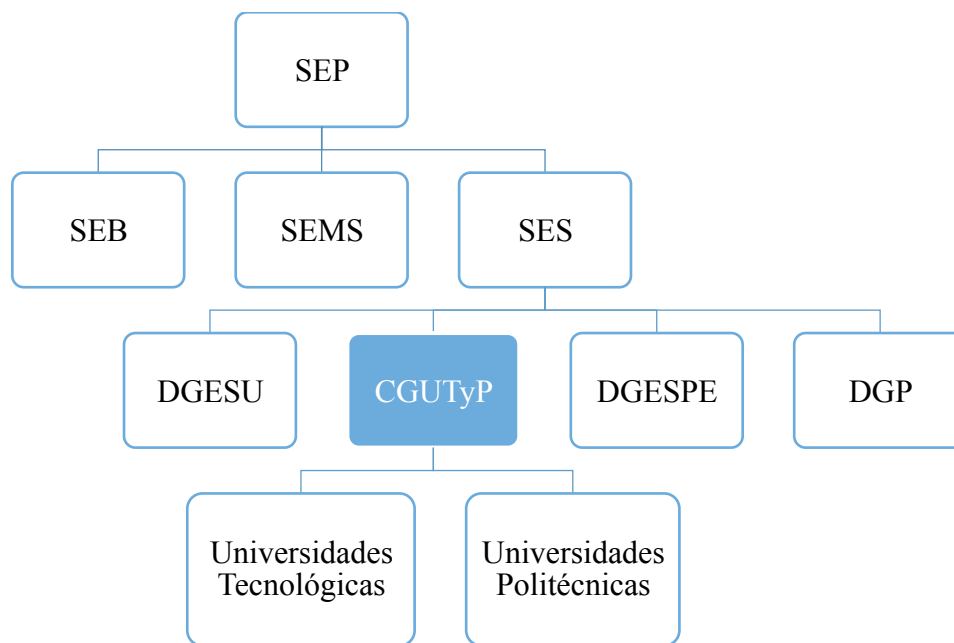 SEP
SEB
SEMS
SES
DGESU
CGUTyP
DGESPE
DGP
Universidades
Tecnológicas
Universidades
Politécnicas